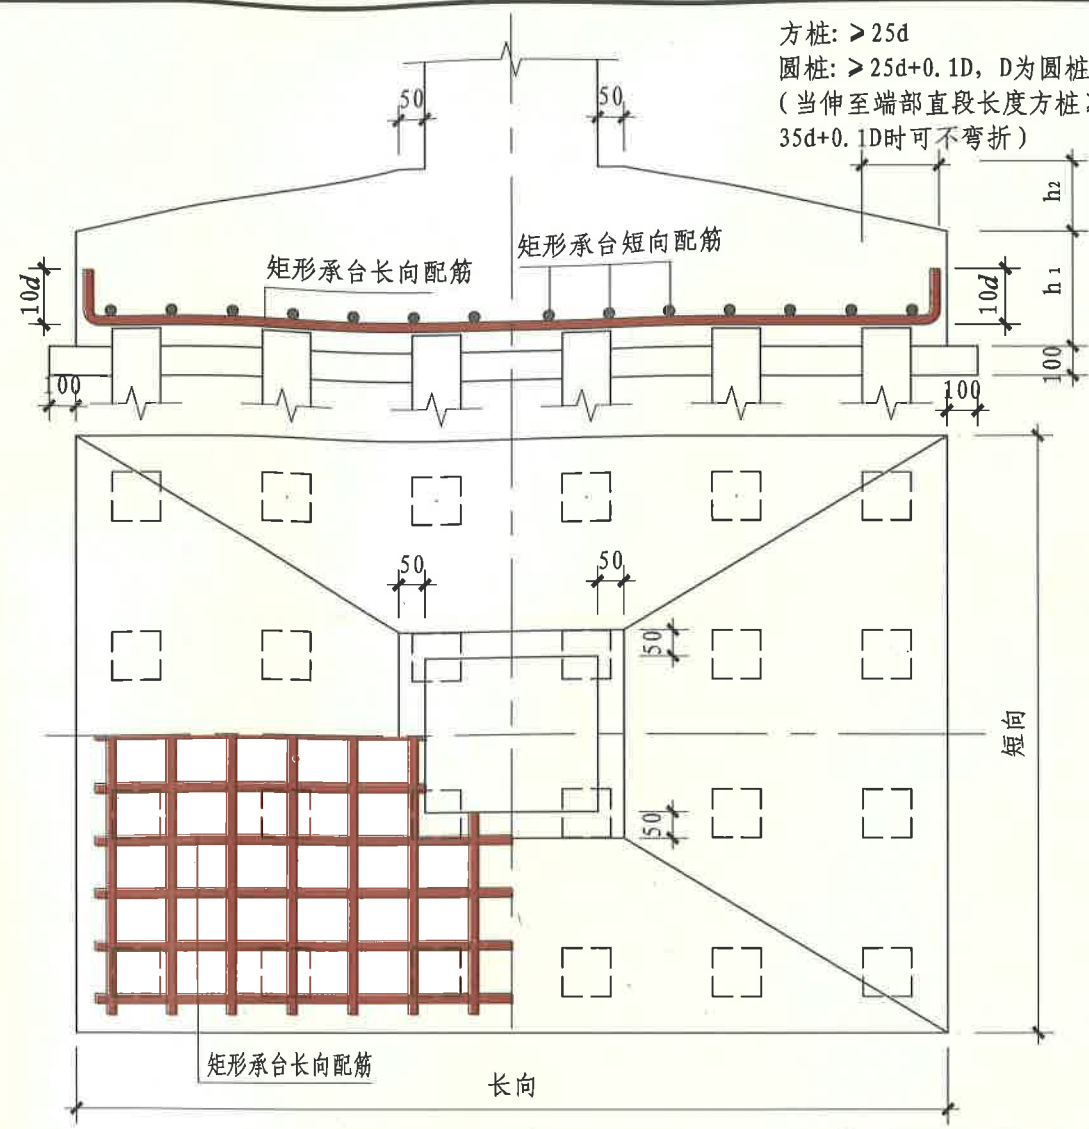 方桩: ≥25d
圆桩: ≥25d+0.1D, D为圆桩
(当伸至端部直段长度方桩
35d+0.1D时可不弯折)
50
50
h2
矩形承台短向配筋
矩形承台长向配筋
10d
10d
h1
100
100
100
50
50
50
短向
50
矩形承台长向配筋
长向